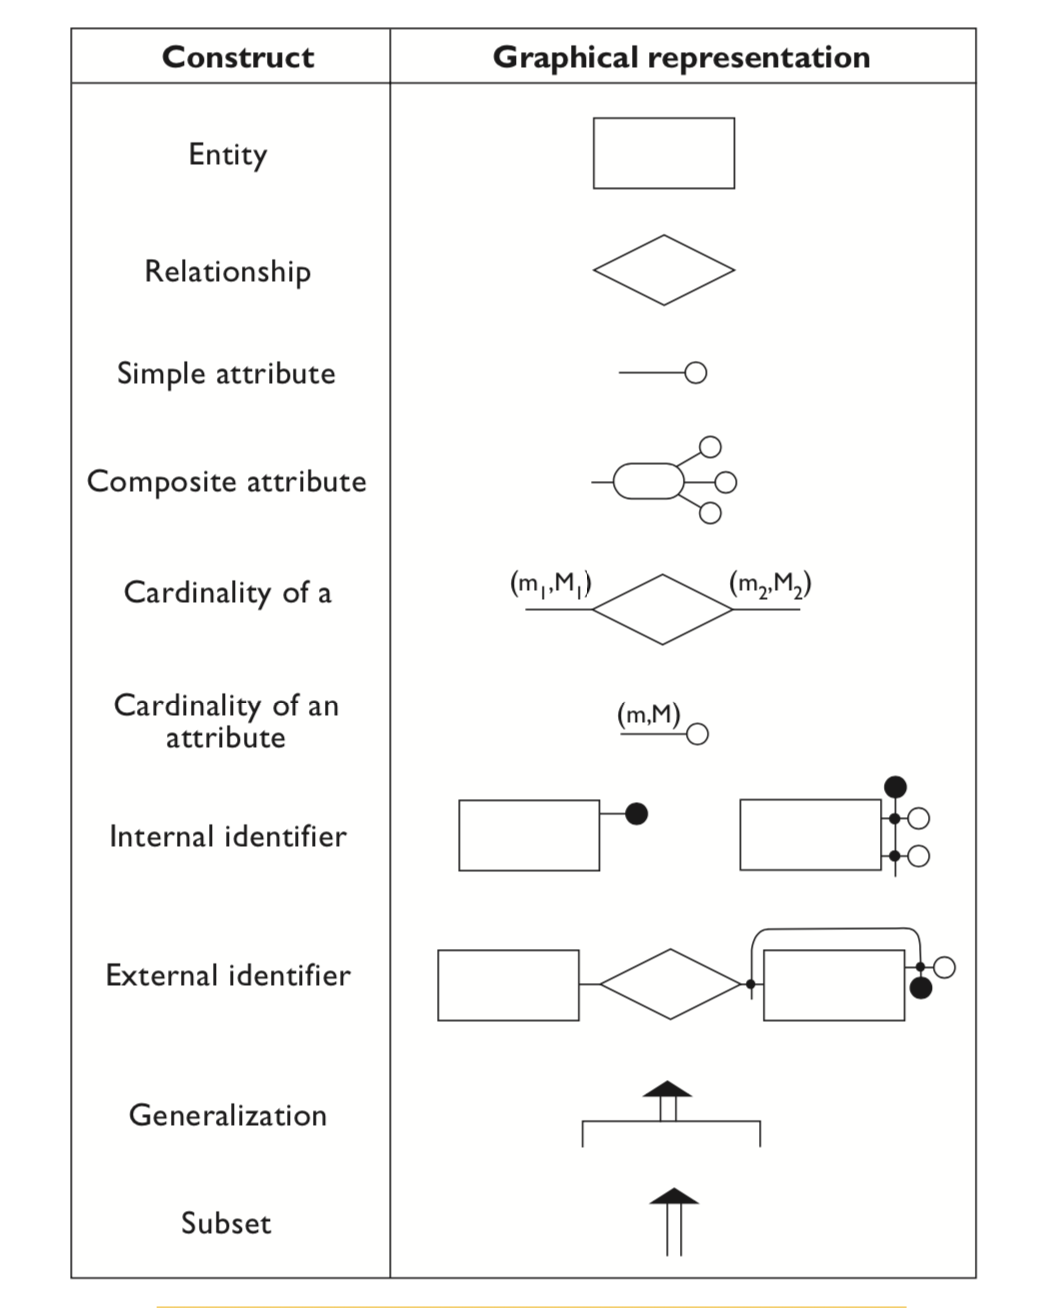 Construct Graphical representation
Entity
Relationship
Simple attribute
Composite attribute
Cardinality of a (m₁,M₁) (m₂,M₂)
Cardinality of an
attribute (m,M)
Internal identifier
External identifier
Generalization
Subset